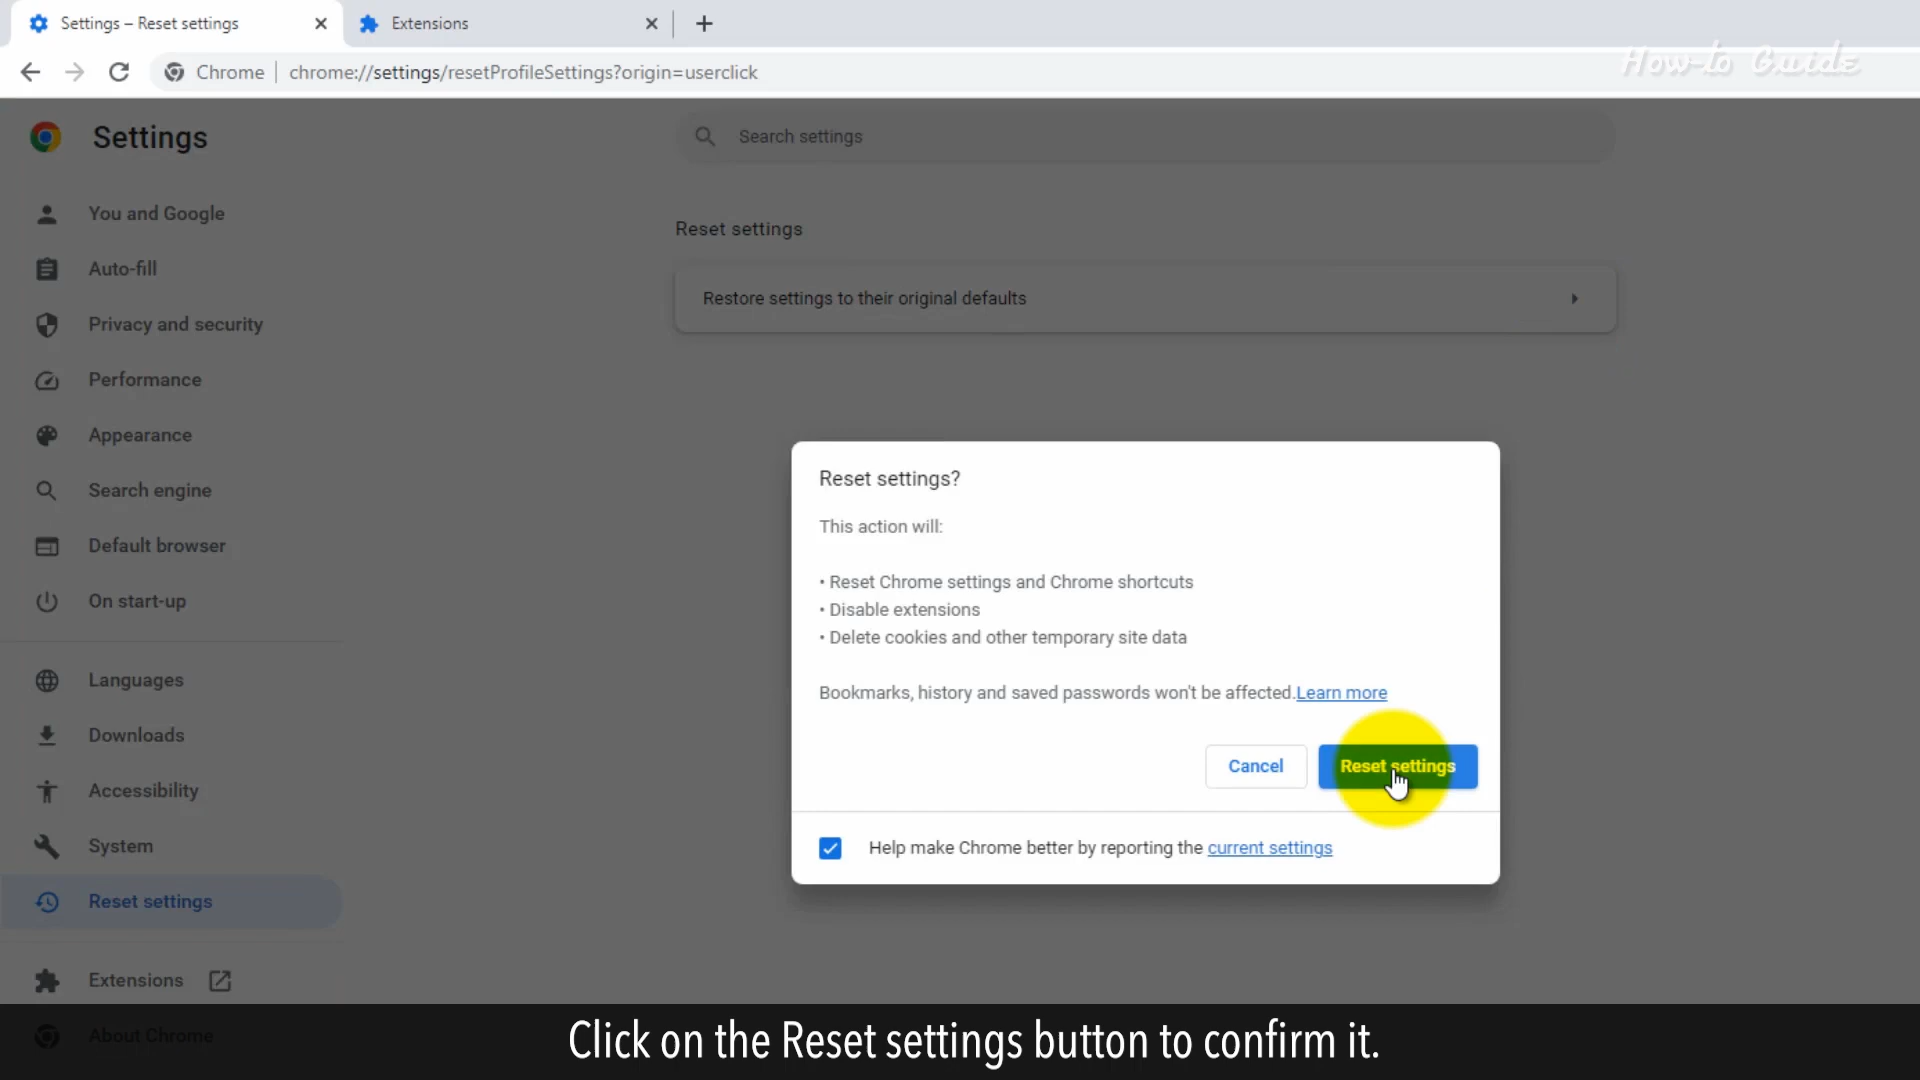 Settings – Reset settings
Extensions
Chrome
chrome://settings/resetProfileSettings?origin=userclick
How-to Guide
Settings
Search settings
You and Google
Auto-fill
Privacy and security
Performance
Appearance
Search engine
Default browser
On start-up
Languages
Downloads
Accessibility
System
Reset settings
Extensions
About Chrome
Reset settings
Restore settings to their original defaults
Reset settings?
This action will:
• Reset Chrome settings and Chrome shortcuts
• Disable extensions
• Delete cookies and other temporary site data
Bookmarks, history and saved passwords won't be affected.Learn more
Cancel
Reset settings
Help make Chrome better by reporting the current settings
Click on the Reset settings button to confirm it.